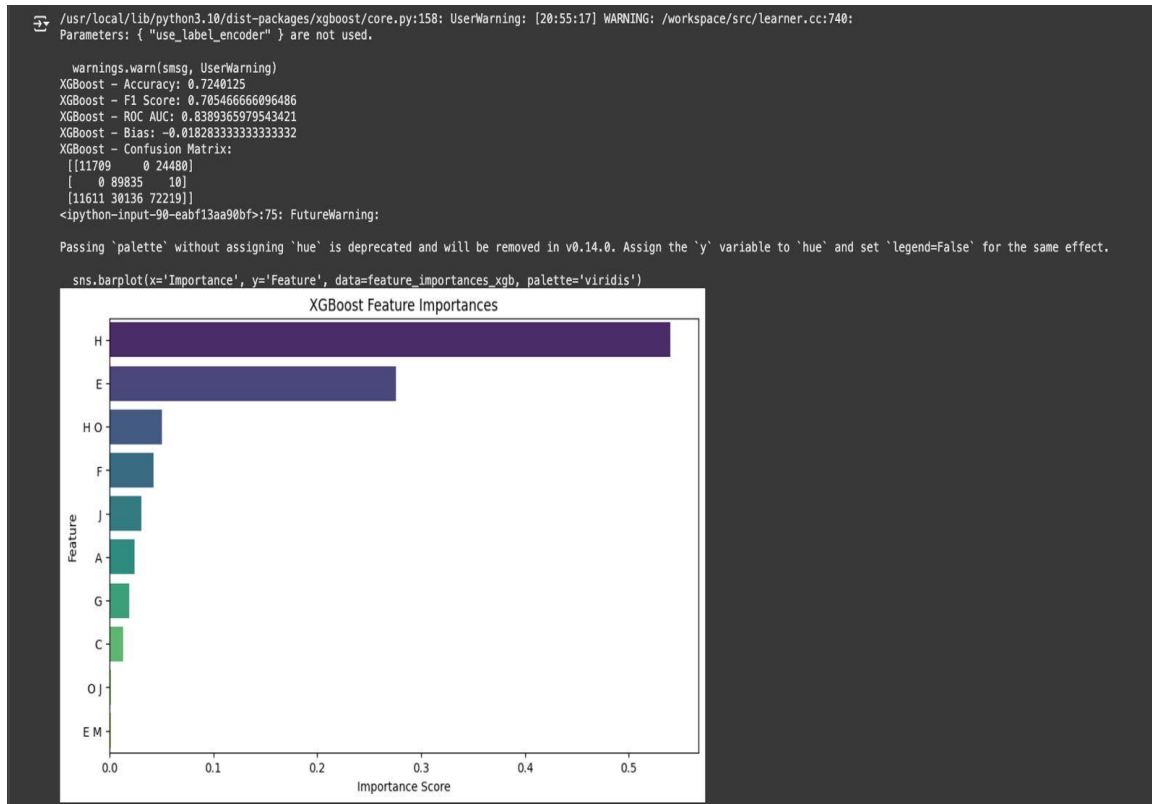 /usr/local/lib/python3.10/dist-packages/xgboost/core.py:158: UserWarning: [20:55:17] WARNING: /workspace/src/learner.cc:740:
Parameters: { "use_label_encoder" } are not used.
warnings.warn(smsg, UserWarning)
XGBoost – Accuracy: 0.7240125
XGBoost – F1 Score: 0.705466666096486
XGBoost – ROC AUC: 0.8389365979543421
XGBoost – Bias: -0.018283333333333332
XGBoost – Confusion Matrix:
[[11709 0 24480]
[ 0 89835 10]
[11611 30136 72219]]
<ipython-input-90-eabf13aa90bf>:75: FutureWarning:
Passing `palette` without assigning `hue` is deprecated and will be removed in v0.14.0. Assign the `y` variable to `hue` and set `legend=False` for the same effect.
sns.barplot(x='Importance', y='Feature', data=feature_importances_xgb, palette='viridis')
XGBoost Feature Importances
H
E
H O
F
J
A
G
C
O J
E M
Feature
0.0 0.1 0.2 0.3 0.4 0.5
Importance Score